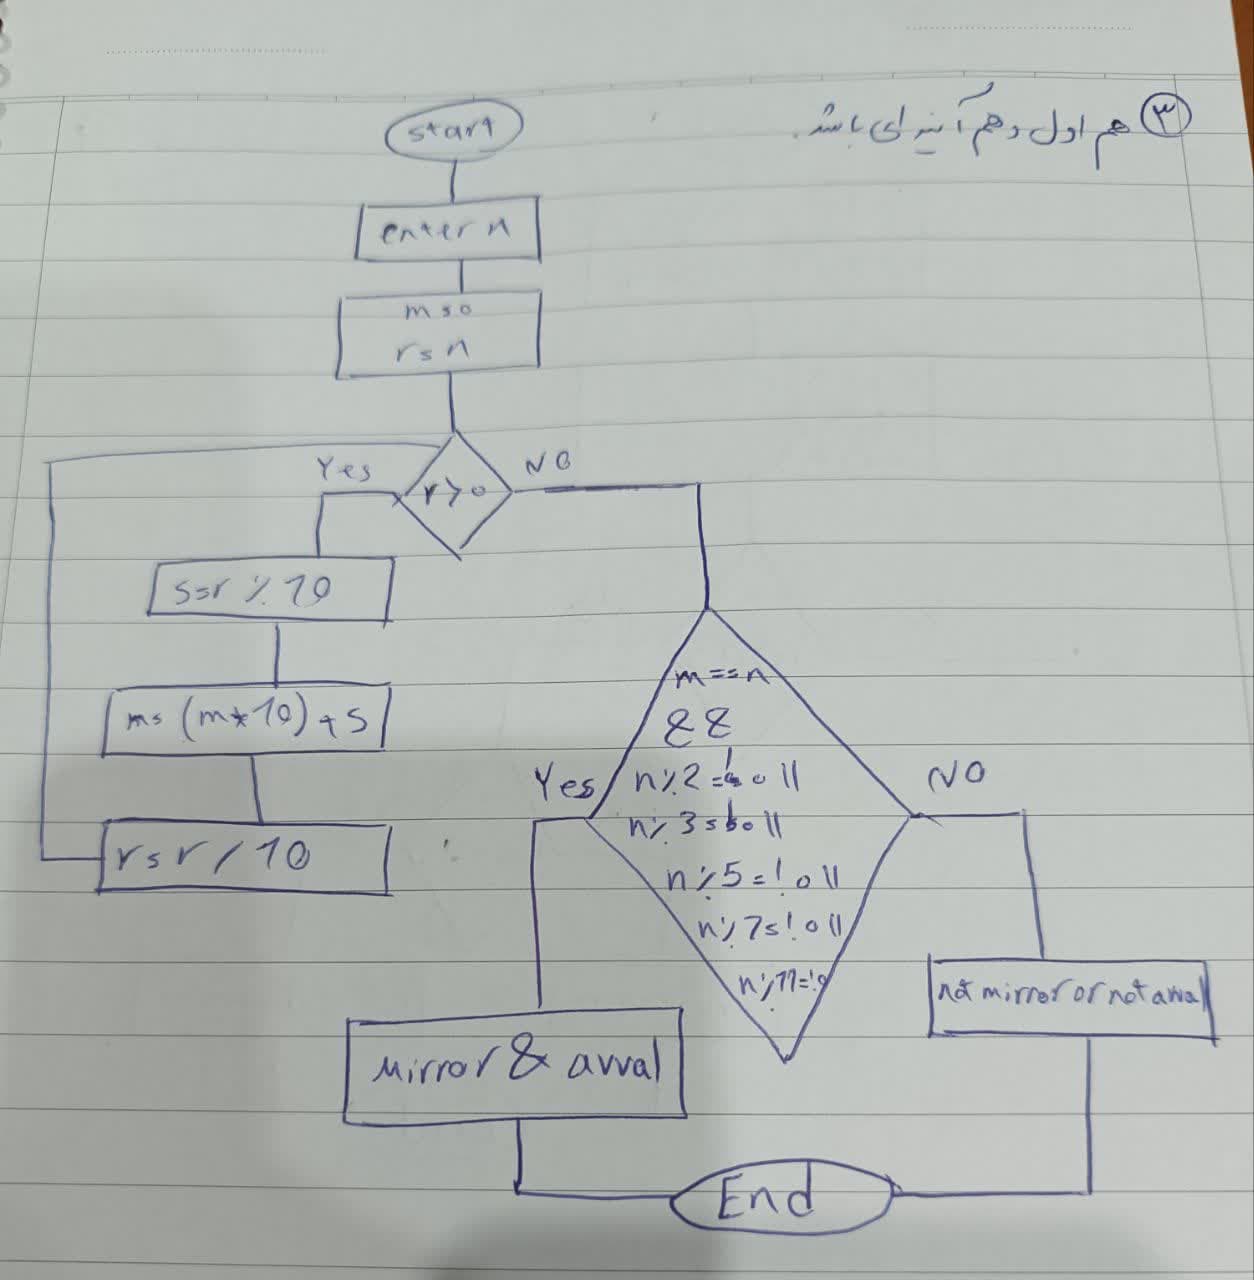 ③ هم اول و هم آینه ای باشد.
start
enter n
m = 0
r = n
r > 0
Yes
NO
S = r % 10
m = (m * 10) + S
r = r / 10
m == n
&&
n % 2 =! 0 ||
n % 3 =! 0 ||
n % 5 =! 0 ||
n % 7 =! 0 ||
n % 11 =! 0
Yes
NO
Mirror & avval
not mirror or not avval
End